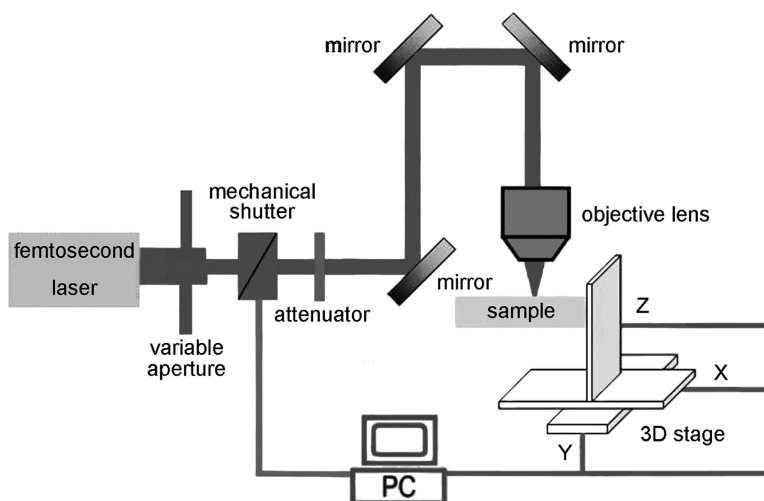 mirror
mirror
mechanical
shutter
objective lens
femtosecond
laser
mirror
sample
Z
attenuator
variable
aperture
X
3D stage
Y
PC